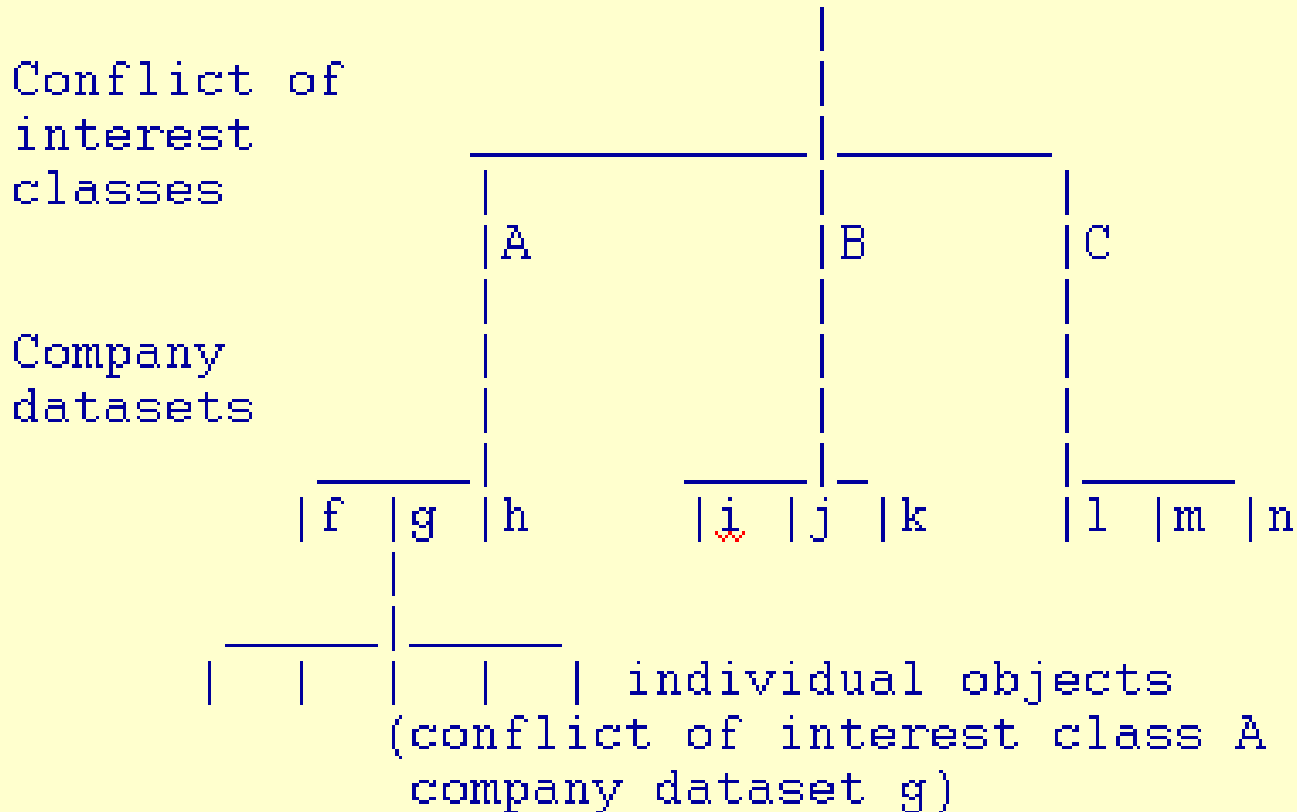 Conflict of
interest
classes
A B C
Company
datasets
f g h i j k l m n
individual objects
(conflict of interest class A
company dataset g)